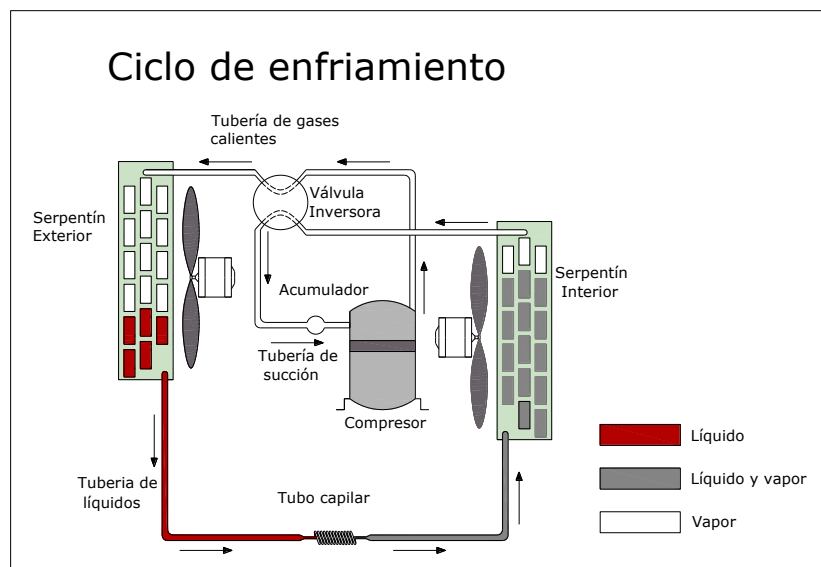 Ciclo de enfriamiento
Tubería de gases
calientes
Válvula
Inversora
Serpentín
Exterior
Serpentín
Interior
Acumulador
Tubería de
succión
Compresor
Tuberia de
líquidos
Tubo capilar
Líquido
Líquido y vapor
Vapor